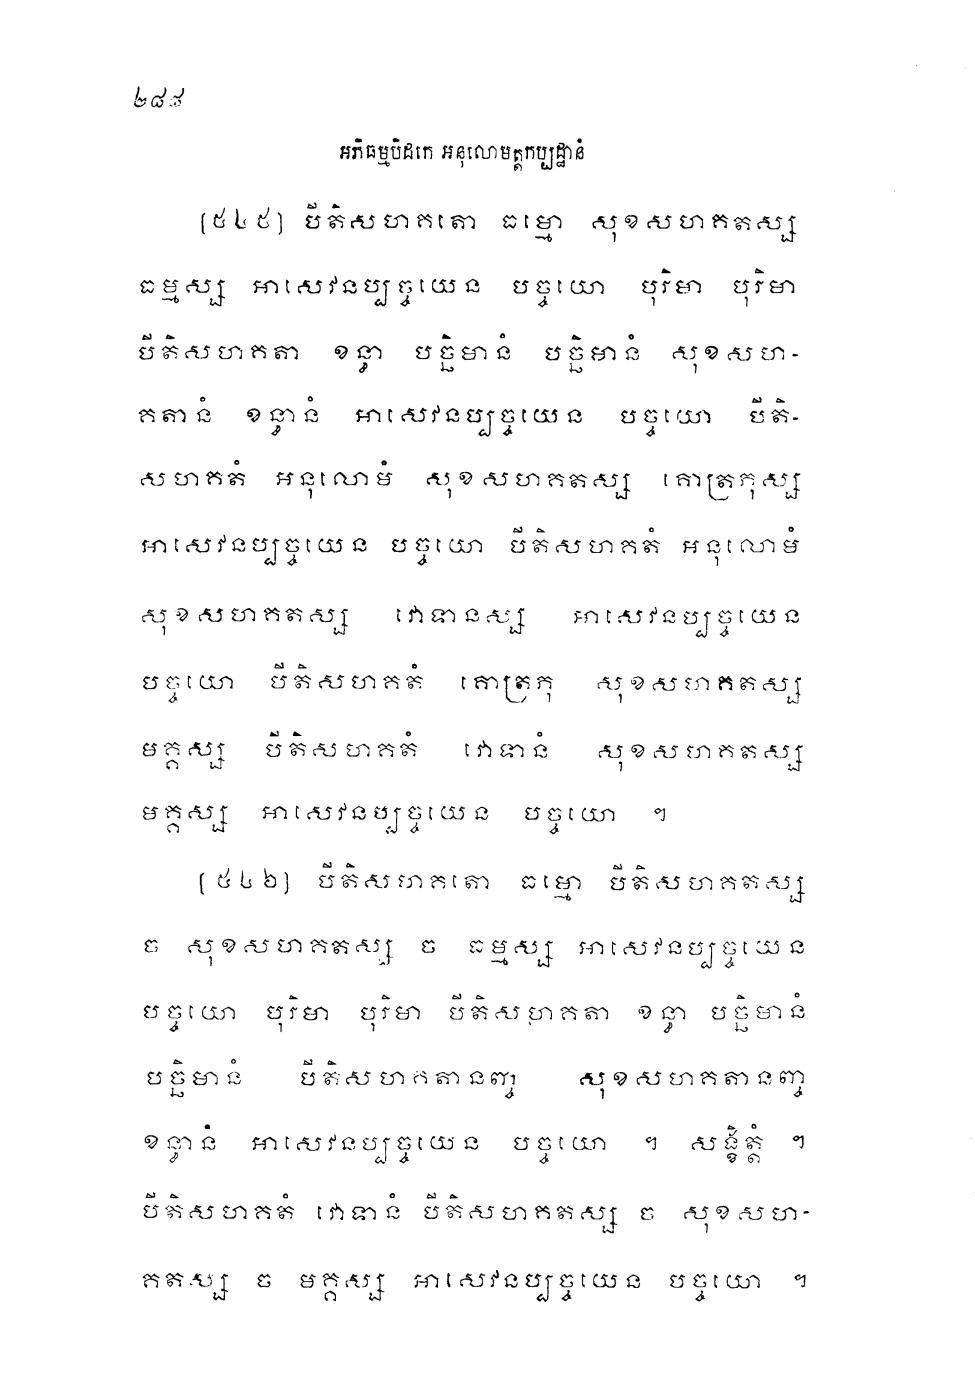 ២៨៨
អភិធម្មបិដកេ អនុលោមត្តិកប្បដ្ឋានំ
(៥៤៥) បីតិសហគតោ ធម្មោ សុខសហគតស្ស
ធម្មស្ស អាសេវនប្បច្ចយេន បច្ចយោ បុរិមា បុរិមា
បីតិសហគតា ខន្ធា បច្ឆិមានំ បច្ឆិមានំ សុខសហ-
គតានំ ខន្ធានំ អាសេវនប្បច្ចយេន បច្ចយោ បីតិ-
សហគតំ អនុលោមំ សុខសហគតស្ស គោត្រភុស្ស
អាសេវនប្បច្ចយេន បច្ចយោ បីតិសហគតំ អនុលោមំ
សុខសហគតស្ស វោទានស្ស អាសេវនប្បច្ចយេន
បច្ចយោ បីតិសហគតំ គោត្រភុ សុខសហគតស្ស
មគ្គស្ស បីតិសហគតំ វោទានំ សុខសហគតស្ស
មគ្គស្ស អាសេវនប្បច្ចយេន បច្ចយោ ។
(៥៤៦) បីតិសហគតោ ធម្មោ បីតិសហគតស្ស
ច សុខសហគតស្ស ច ធម្មស្ស អាសេវនប្បច្ចយេន
បច្ចយោ បុរិមា បុរិមា បីតិសហគតា ខន្ធា បច្ឆិមានំ
បច្ឆិមានំ បីតិសហគតានញ្ច សុខសហគតានញ្ច
ខន្ធានំ អាសេវនប្បច្ចយេន បច្ចយោ ។ សង្ខិត្តំ ។
បីតិសហគតំ វោទានំ បីតិសហគតស្ស ច សុខសហ-
គតស្ស ច មគ្គស្ស អាសេវនប្បច្ចយេន បច្ចយោ ។